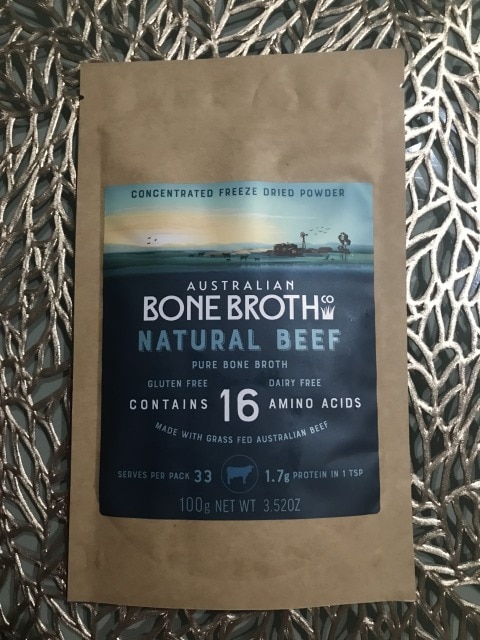 CONCENTRATED FREEZE DRIED POWDER
AUSTRALIAN
BONE BROTH CO
NATURAL BEEF
PURE BONE BROTH
GLUTEN FREE DAIRY FREE
CONTAINS 16 AMINO ACIDS
MADE WITH GRASS FED AUSTRALIAN BEEF
SERVES PER PACK 33 1.7g PROTEIN IN 1 TSP
100g NET WT 3.52OZ